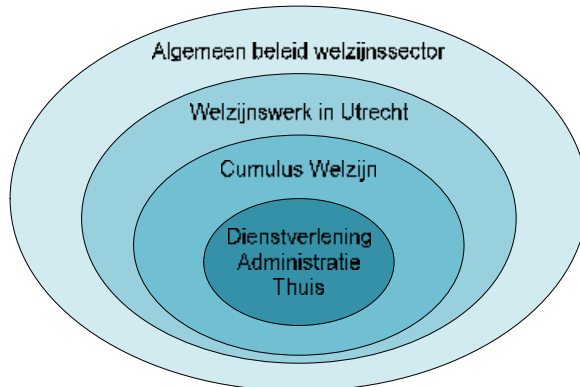 Algemeen beleid welzijnssector
Welzijnswerk in Utrecht
Cumulus Welzijn
Dienstverlening
Administratie
Thuis